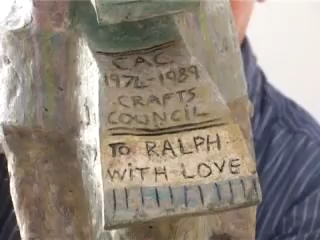 CAC
1971-1989
CRAFTS
COUNCIL
TO RALPH
WITH LOVE